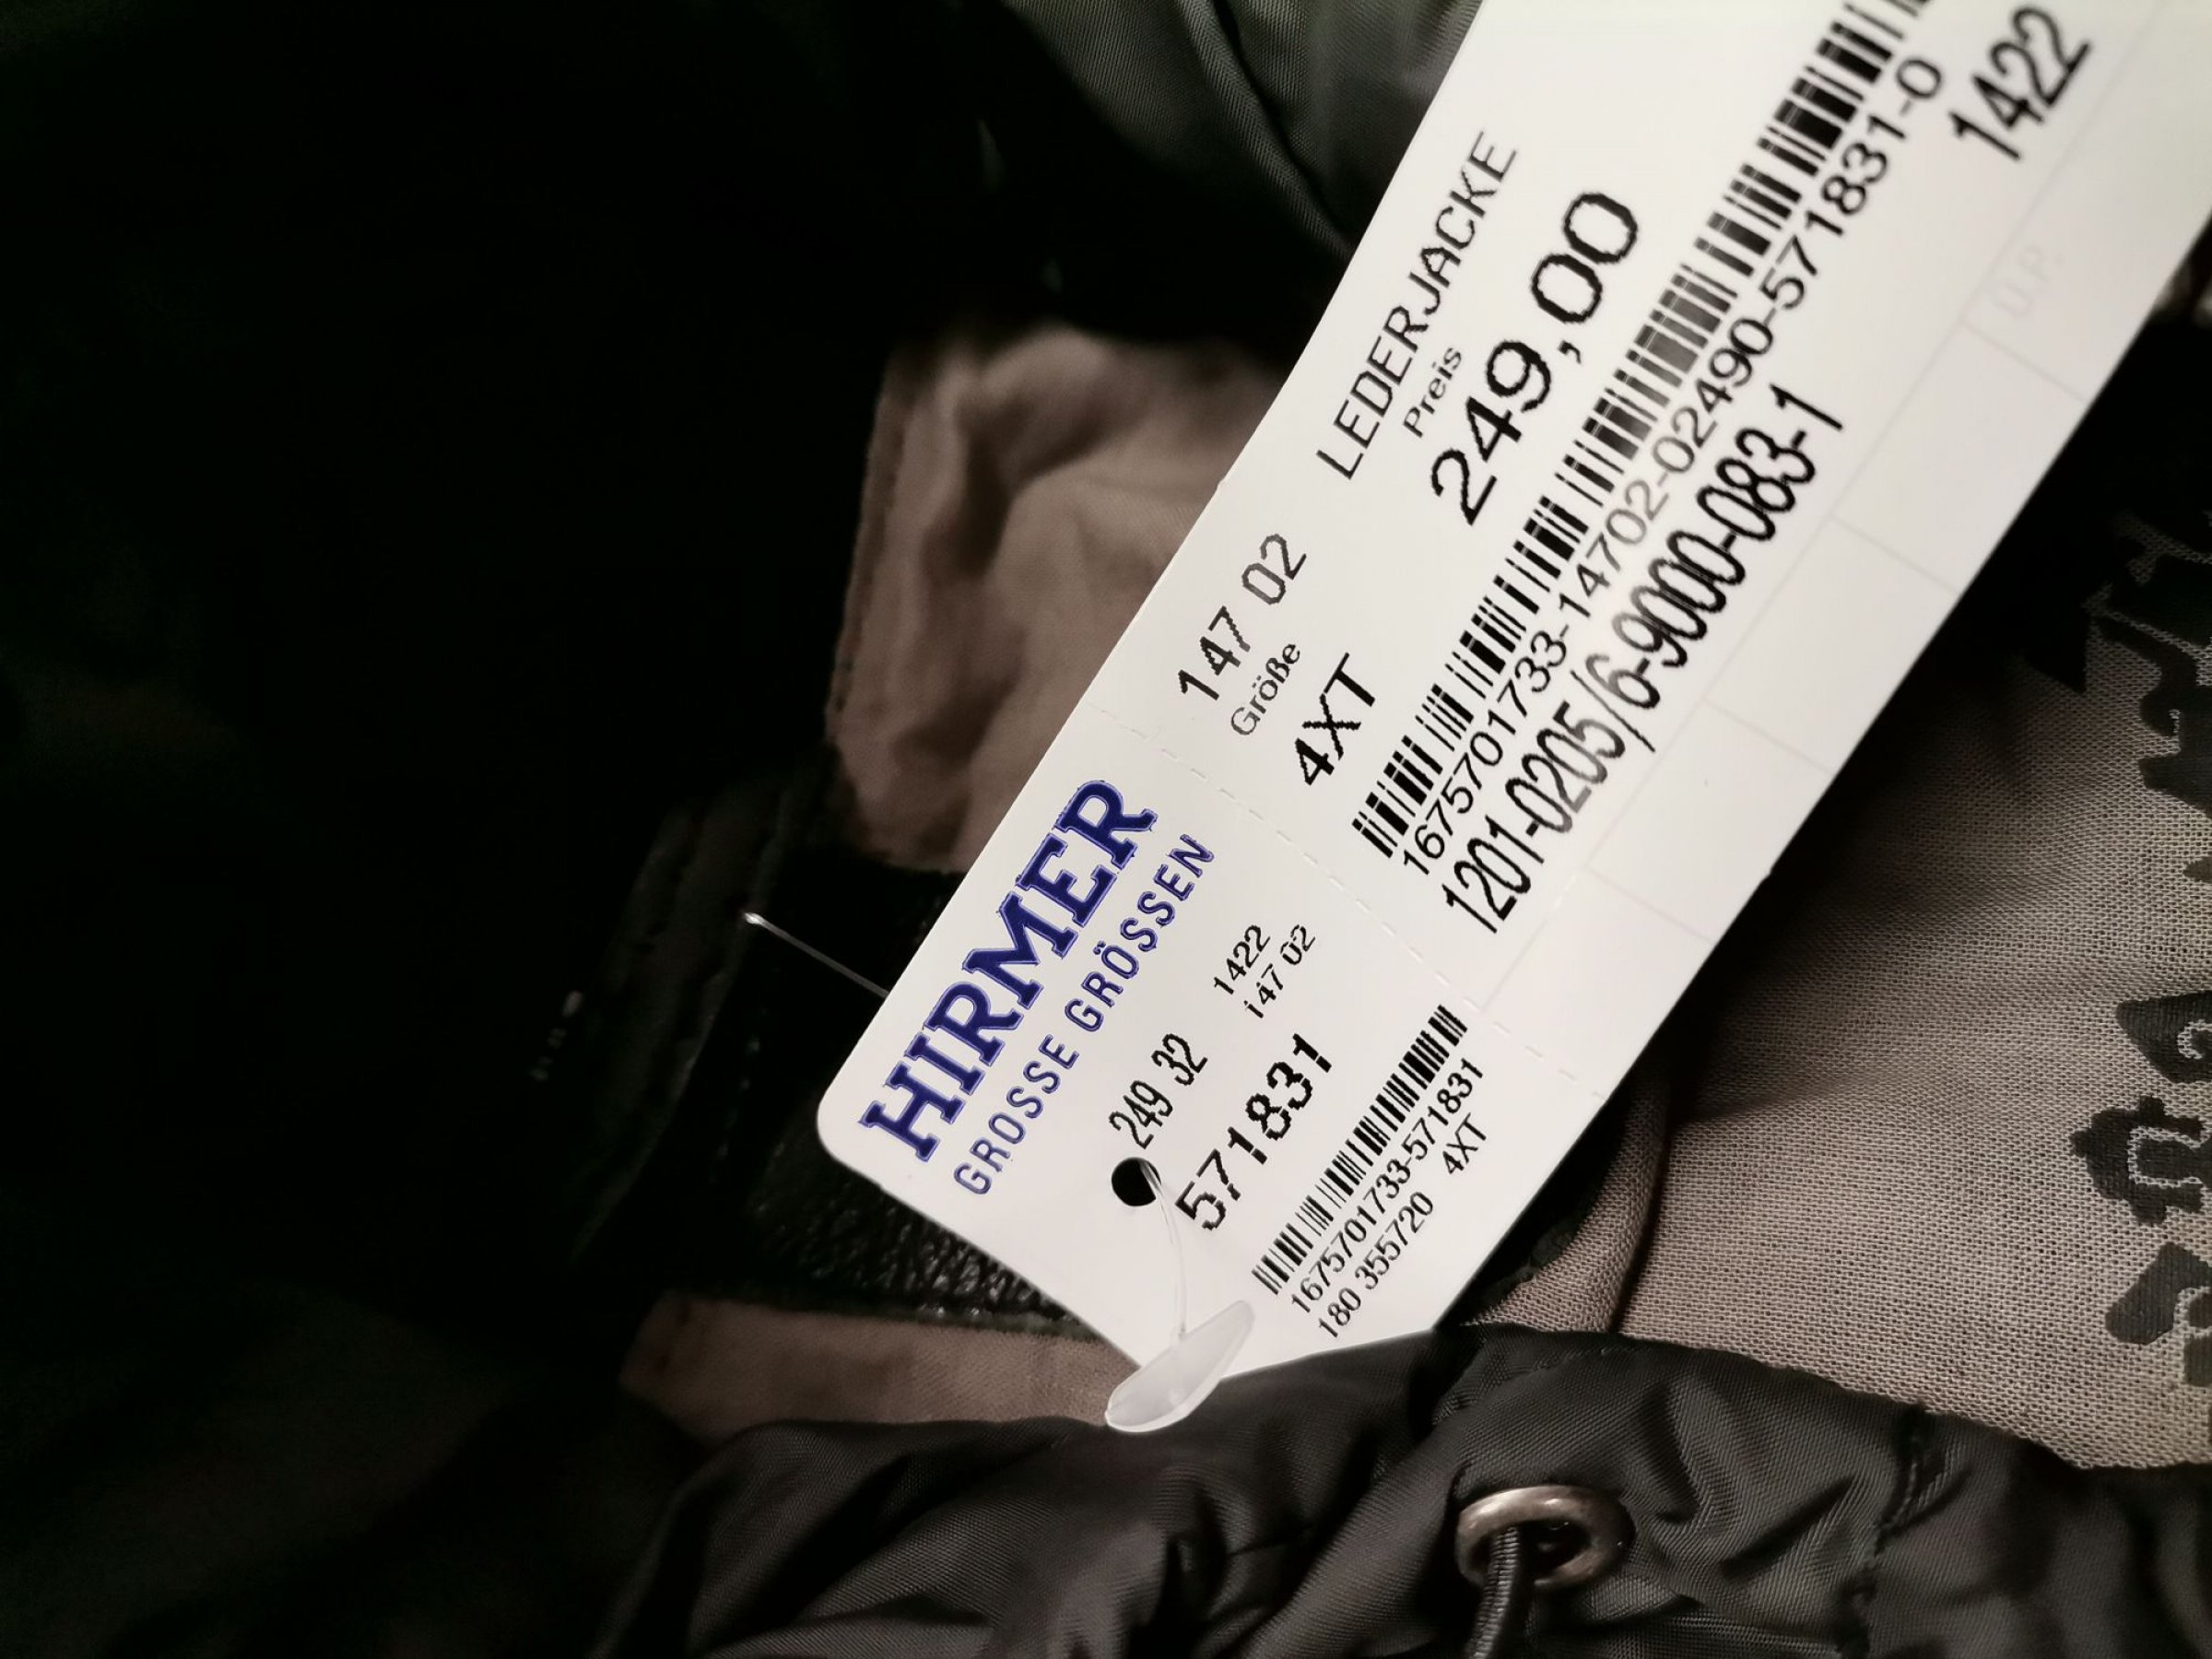 HIRMER
GROSSE GRÖSSEN
249 32 1422
147 02
571831
1675701733-571831
180 355720 4XT
147 02 LEDERJACKE
Größe Preis
4XT 249,00
1675701733-14702-02490-571831-0
1201-0205/6-9000-083-1 1422
U.P.